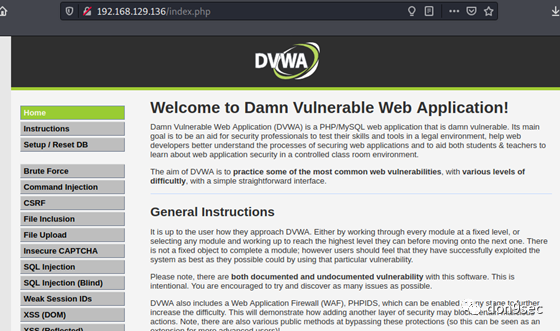 192.168.129.136/index.php
DVWA
Home
Instructions
Setup / Reset DB
Brute Force
Command Injection
CSRF
File Inclusion
File Upload
Insecure CAPTCHA
SQL Injection
SQL Injection (Blind)
Weak Session IDs
XSS (DOM)
XSS (Reflected)
Welcome to Damn Vulnerable Web Application!
Damn Vulnerable Web Application (DVWA) is a PHP/MySQL web application that is damn vulnerable. Its main
goal is to be an aid for security professionals to test their skills and tools in a legal environment, help web
developers better understand the processes of securing web applications and to aid both students & teachers to
learn about web application security in a controlled class room environment.
The aim of DVWA is to practice some of the most common web vulnerabilities, with various levels of
difficultly, with a simple straightforward interface.
General Instructions
It is up to the user how they approach DVWA. Either by working through every module at a fixed level, or
selecting any module and working up to reach the highest level they can before moving onto the next one. There
is not a fixed object to complete a module; however users should feel that they have successfully exploited the
system as best as they possible could by using that particular vulnerability.
Please note, there are both documented and undocumented vulnerability with this software. This is
intentional. You are encouraged to try and discover as many issues as possible.
DVWA also includes a Web Application Firewall (WAF), PHPIDS, which can be enabled stage to further
increase the difficulty. This will demonstrate how adding another layer of security may block
actions. Note, there are also various public methods at bypassing these protections (so this can be seen as an
extension for more advanced users)!
don9sec